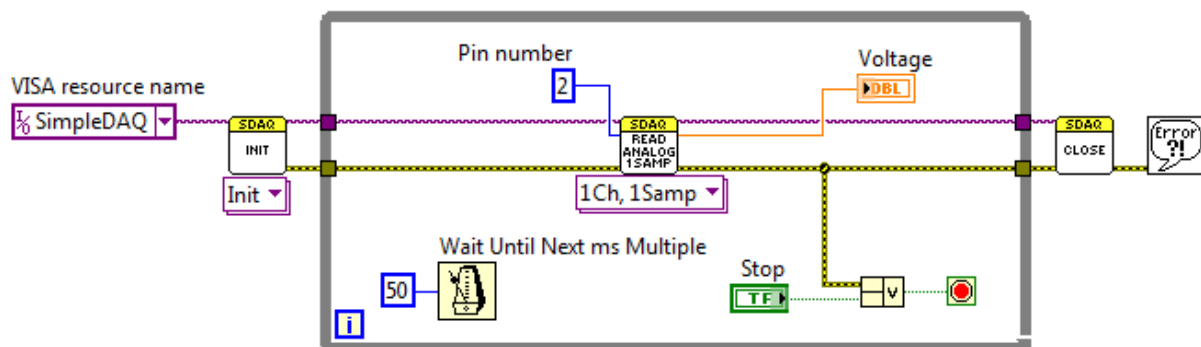 Pin number
Voltage
VISA resource name
2
DBL
I/O SimpleDAQ
SDAQ
INIT
SDAQ
READ
ANALOG
1SAMP
SDAQ
CLOSE
Error
?!
Init
1Ch, 1Samp
Wait Until Next ms Multiple
50
Stop
TF
V
i